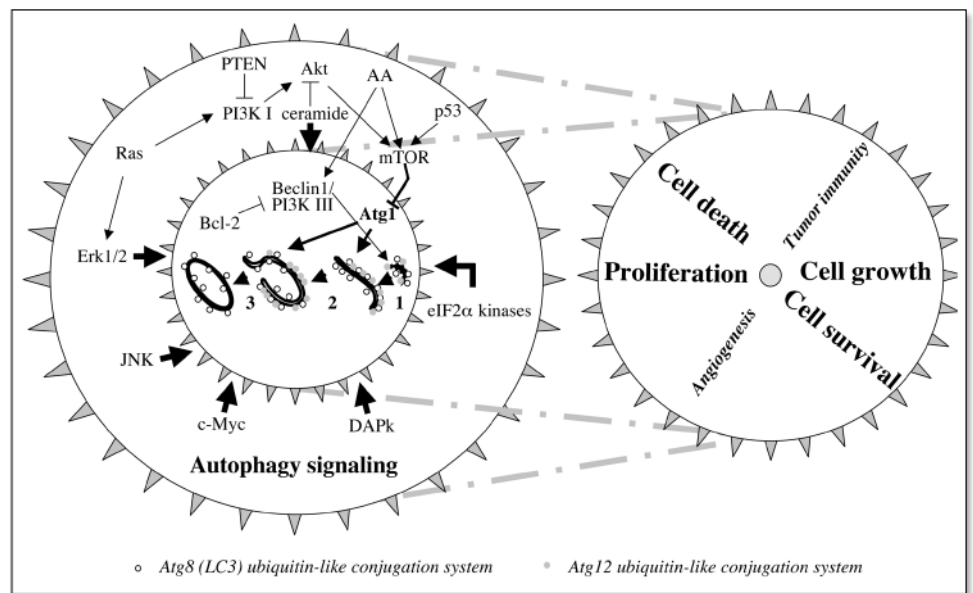 PTEN
Akt
AA
PI3K I
ceramide
p53
Ras
mTOR
Beclin1/
PI3K III
Atg1
Bcl-2
Erk1/2
3
2
1
eIF2α kinases
JNK
c-Myc
DAPk
Autophagy signaling
Cell death
Tumor immunity
Proliferation
Cell growth
Angiogenesis
Cell survival
Atg8 (LC3) ubiquitin-like conjugation system
Atg12 ubiquitin-like conjugation system